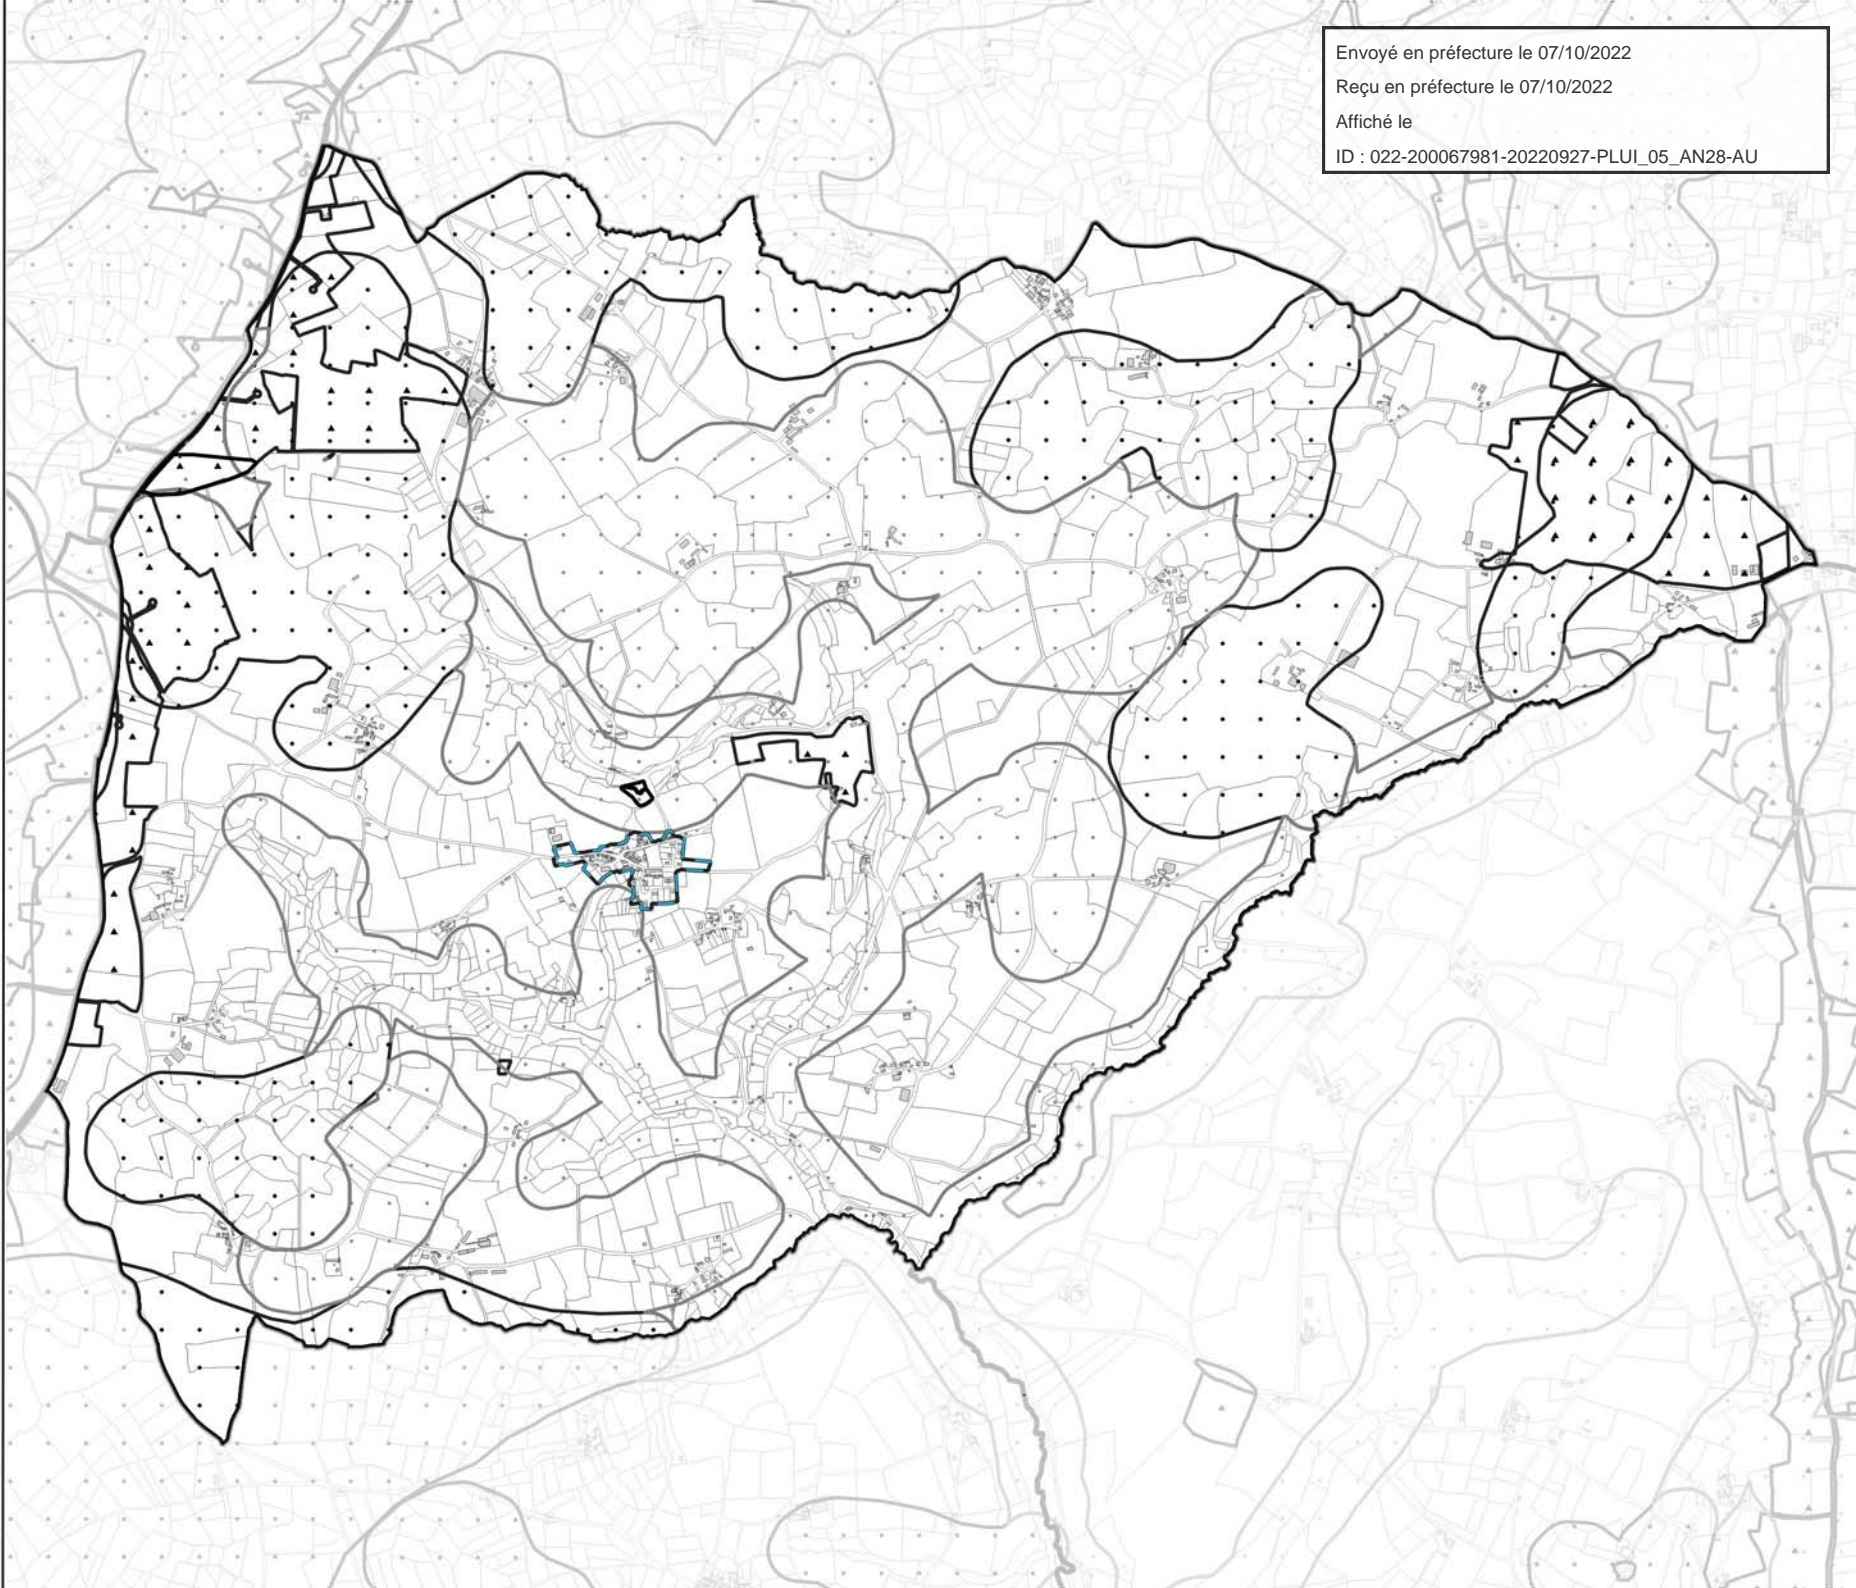 Envoyé en préfecture le 07/10/2022
Reçu en préfecture le 07/10/2022
Affiché le
ID : 022-200067981-20220927-PLUI_05_AN28-AU